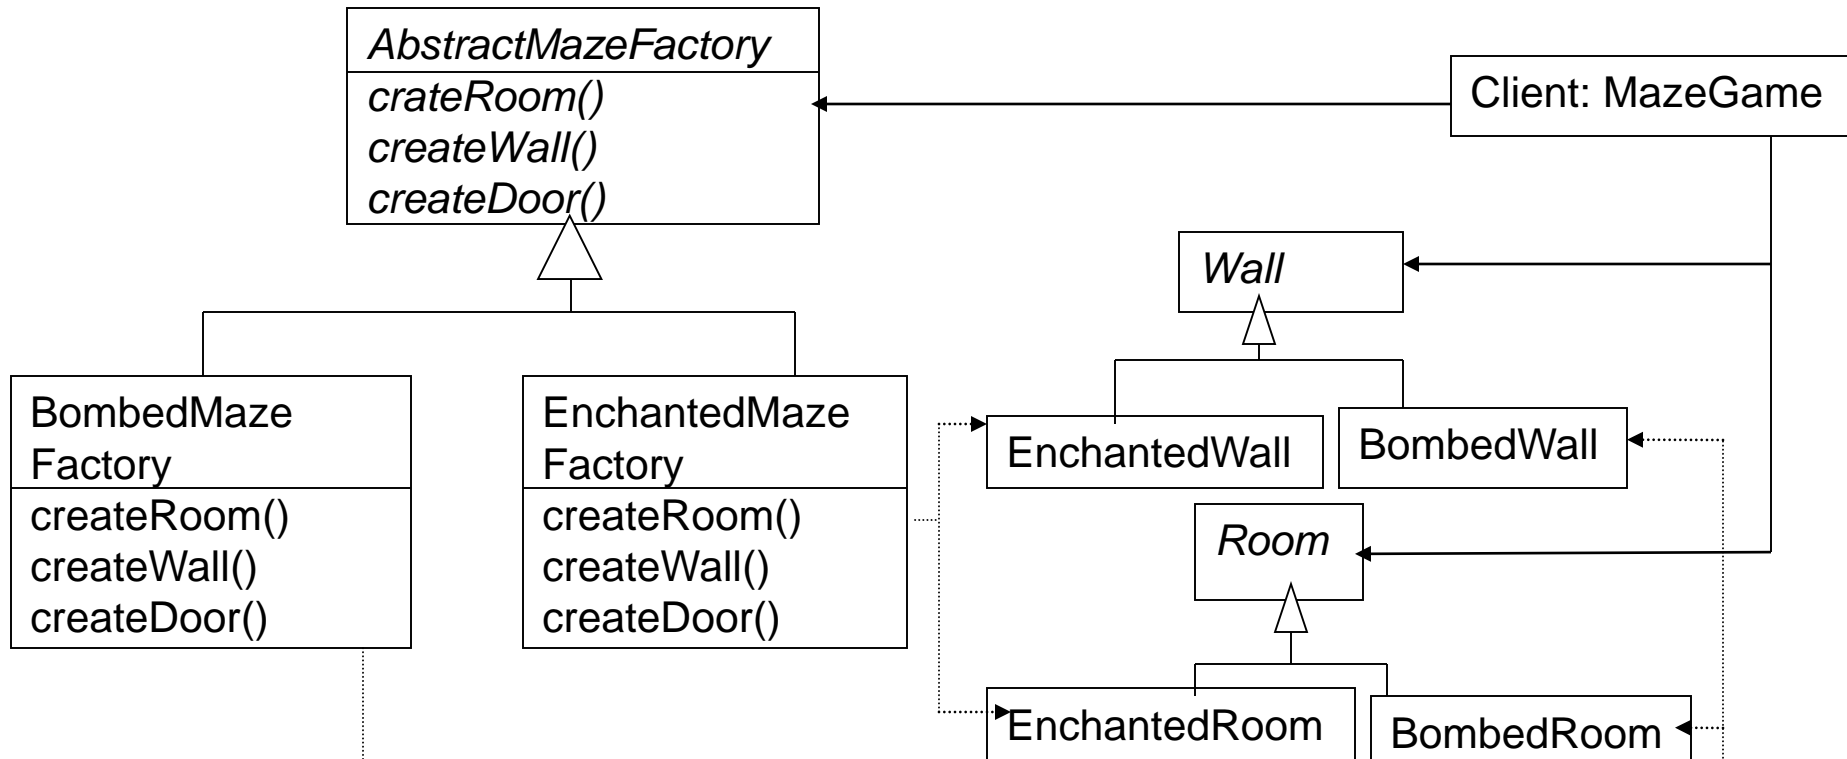 AbstractMazeFactory
crateRoom()
createWall()
createDoor()
Client: MazeGame
Wall
BombedMaze
Factory
createRoom()
createWall()
createDoor()
EnchantedMaze
Factory
createRoom()
createWall()
createDoor()
EnchantedWall
BombedWall
Room
EnchantedRoom
BombedRoom